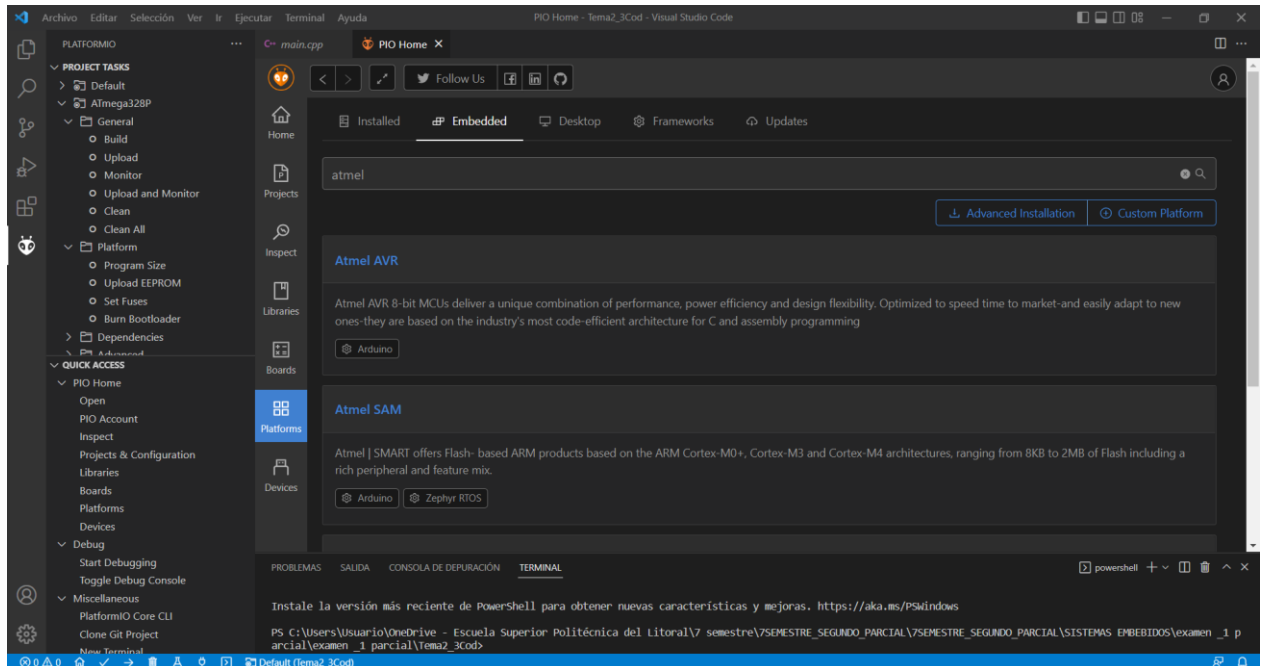 Archivo Editar Selección Ver Ir Ejecutar Terminal Ayuda
PIO Home - Tema2_3Cod - Visual Studio Code
PLATFORMIO
PROJECT TASKS
Default
ATmega328P
General
Build
Upload
Monitor
Upload and Monitor
Clean
Clean All
Platform
Program Size
Upload EEPROM
Set Fuses
Burn Bootloader
Dependencies
Advanced
QUICK ACCESS
PIO Home
Open
PIO Account
Inspect
Projects & Configuration
Libraries
Boards
Platforms
Devices
Debug
Start Debugging
Toggle Debug Console
Miscellaneous
PlatformIO Core CLI
Clone Git Project
New Terminal
main.cpp
PIO Home
Follow Us
Home
Projects
Inspect
Libraries
Boards
Platforms
Devices
Installed Embedded Desktop Frameworks Updates
atmel
Advanced Installation Custom Platform
Atmel AVR
Atmel AVR 8-bit MCUs deliver a unique combination of performance, power efficiency and design flexibility. Optimized to speed time to market-and easily adapt to new
ones-they are based on the industry's most code-efficient architecture for C and assembly programming
Arduino
Atmel SAM
Atmel | SMART offers Flash- based ARM products based on the ARM Cortex-M0+, Cortex-M3 and Cortex-M4 architectures, ranging from 8KB to 2MB of Flash including a
rich peripheral and feature mix.
Arduino Zephyr RTOS
PROBLEMAS SALIDA CONSOLA DE DEPURACIÓN TERMINAL
powershell
Instale la versión más reciente de PowerShell para obtener nuevas características y mejoras. https://aka.ms/PSWindows
PS C:\Users\Usuario\OneDrive - Escuela Superior Politécnica del Litoral\7 semestre\7SEMESTRE_SEGUNDO_PARCIAL\7SEMESTRE_SEGUNDO_PARCIAL\SISTEMAS EMBEBIDOS\examen _1 p
arcial\examen _1 parcial\Tema2_3Cod>
0 0 Default (Tema2_3Cod)